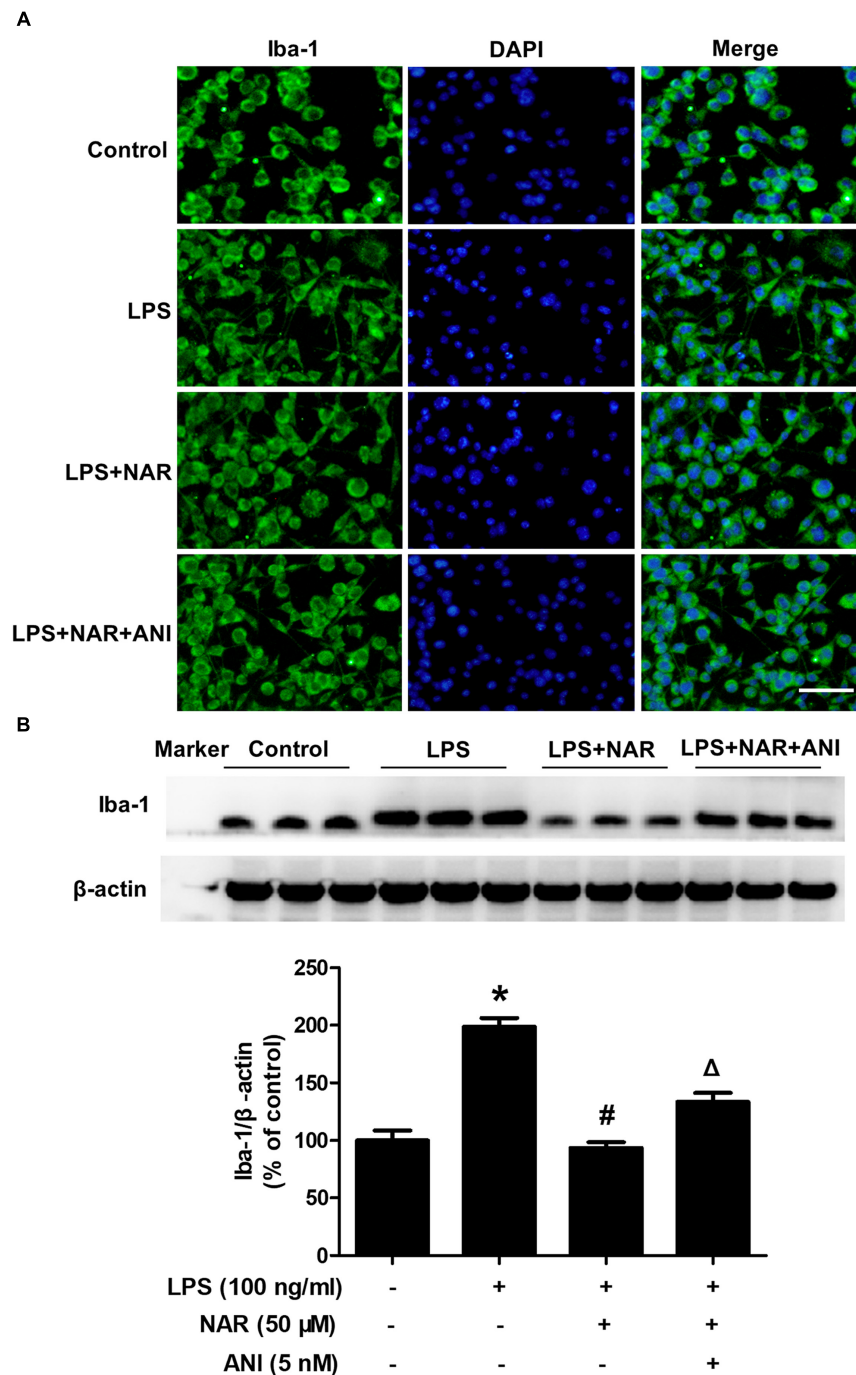 A
Iba-1 DAPI Merge
Control
LPS
LPS+NAR
LPS+NAR+ANI
B
Marker Control LPS LPS+NAR LPS+NAR+ANI
Iba-1
β-actin
Iba-1/β -actin
(% of control)
250
200
150
100
50
0
*
#
Δ
LPS (100 ng/ml) - + + +
NAR (50 µM) - - + +
ANI (5 nM) - - - +